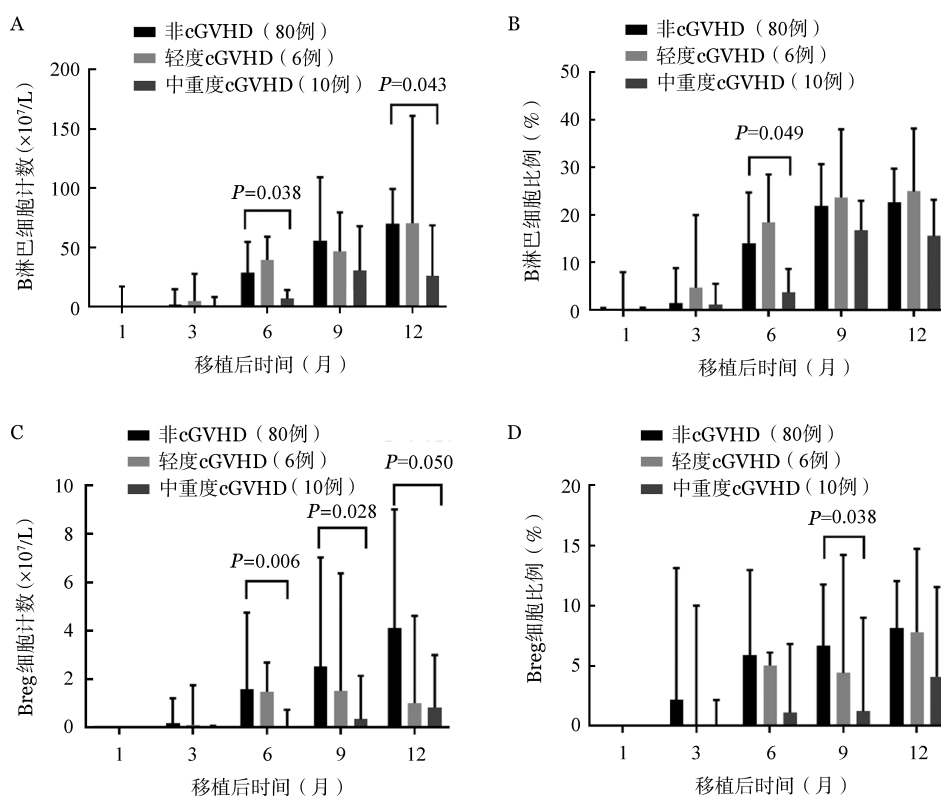 A
非cGVHD（80例）
轻度cGVHD（6例）
中重度cGVHD（10例）
B淋巴细胞计数（×10⁷/L）
200
150
100
50
0
P=0.038
P=0.043
1 3 6 9 12
移植后时间（月）
B
非cGVHD（80例）
轻度cGVHD（6例）
中重度cGVHD（10例）
B淋巴细胞比例（%）
50
40
30
20
10
0
P=0.049
1 3 6 9 12
移植后时间（月）
C
非cGVHD（80例）
轻度cGVHD（6例）
中重度cGVHD（10例）
Breg细胞计数（×10⁷/L）
10
8
6
4
2
0
P=0.006
P=0.028
P=0.050
1 3 6 9 12
移植后时间（月）
D
非cGVHD（80例）
轻度cGVHD（6例）
中重度cGVHD（10例）
Breg细胞比例（%）
20
15
10
5
0
P=0.038
1 3 6 9 12
移植后时间（月）